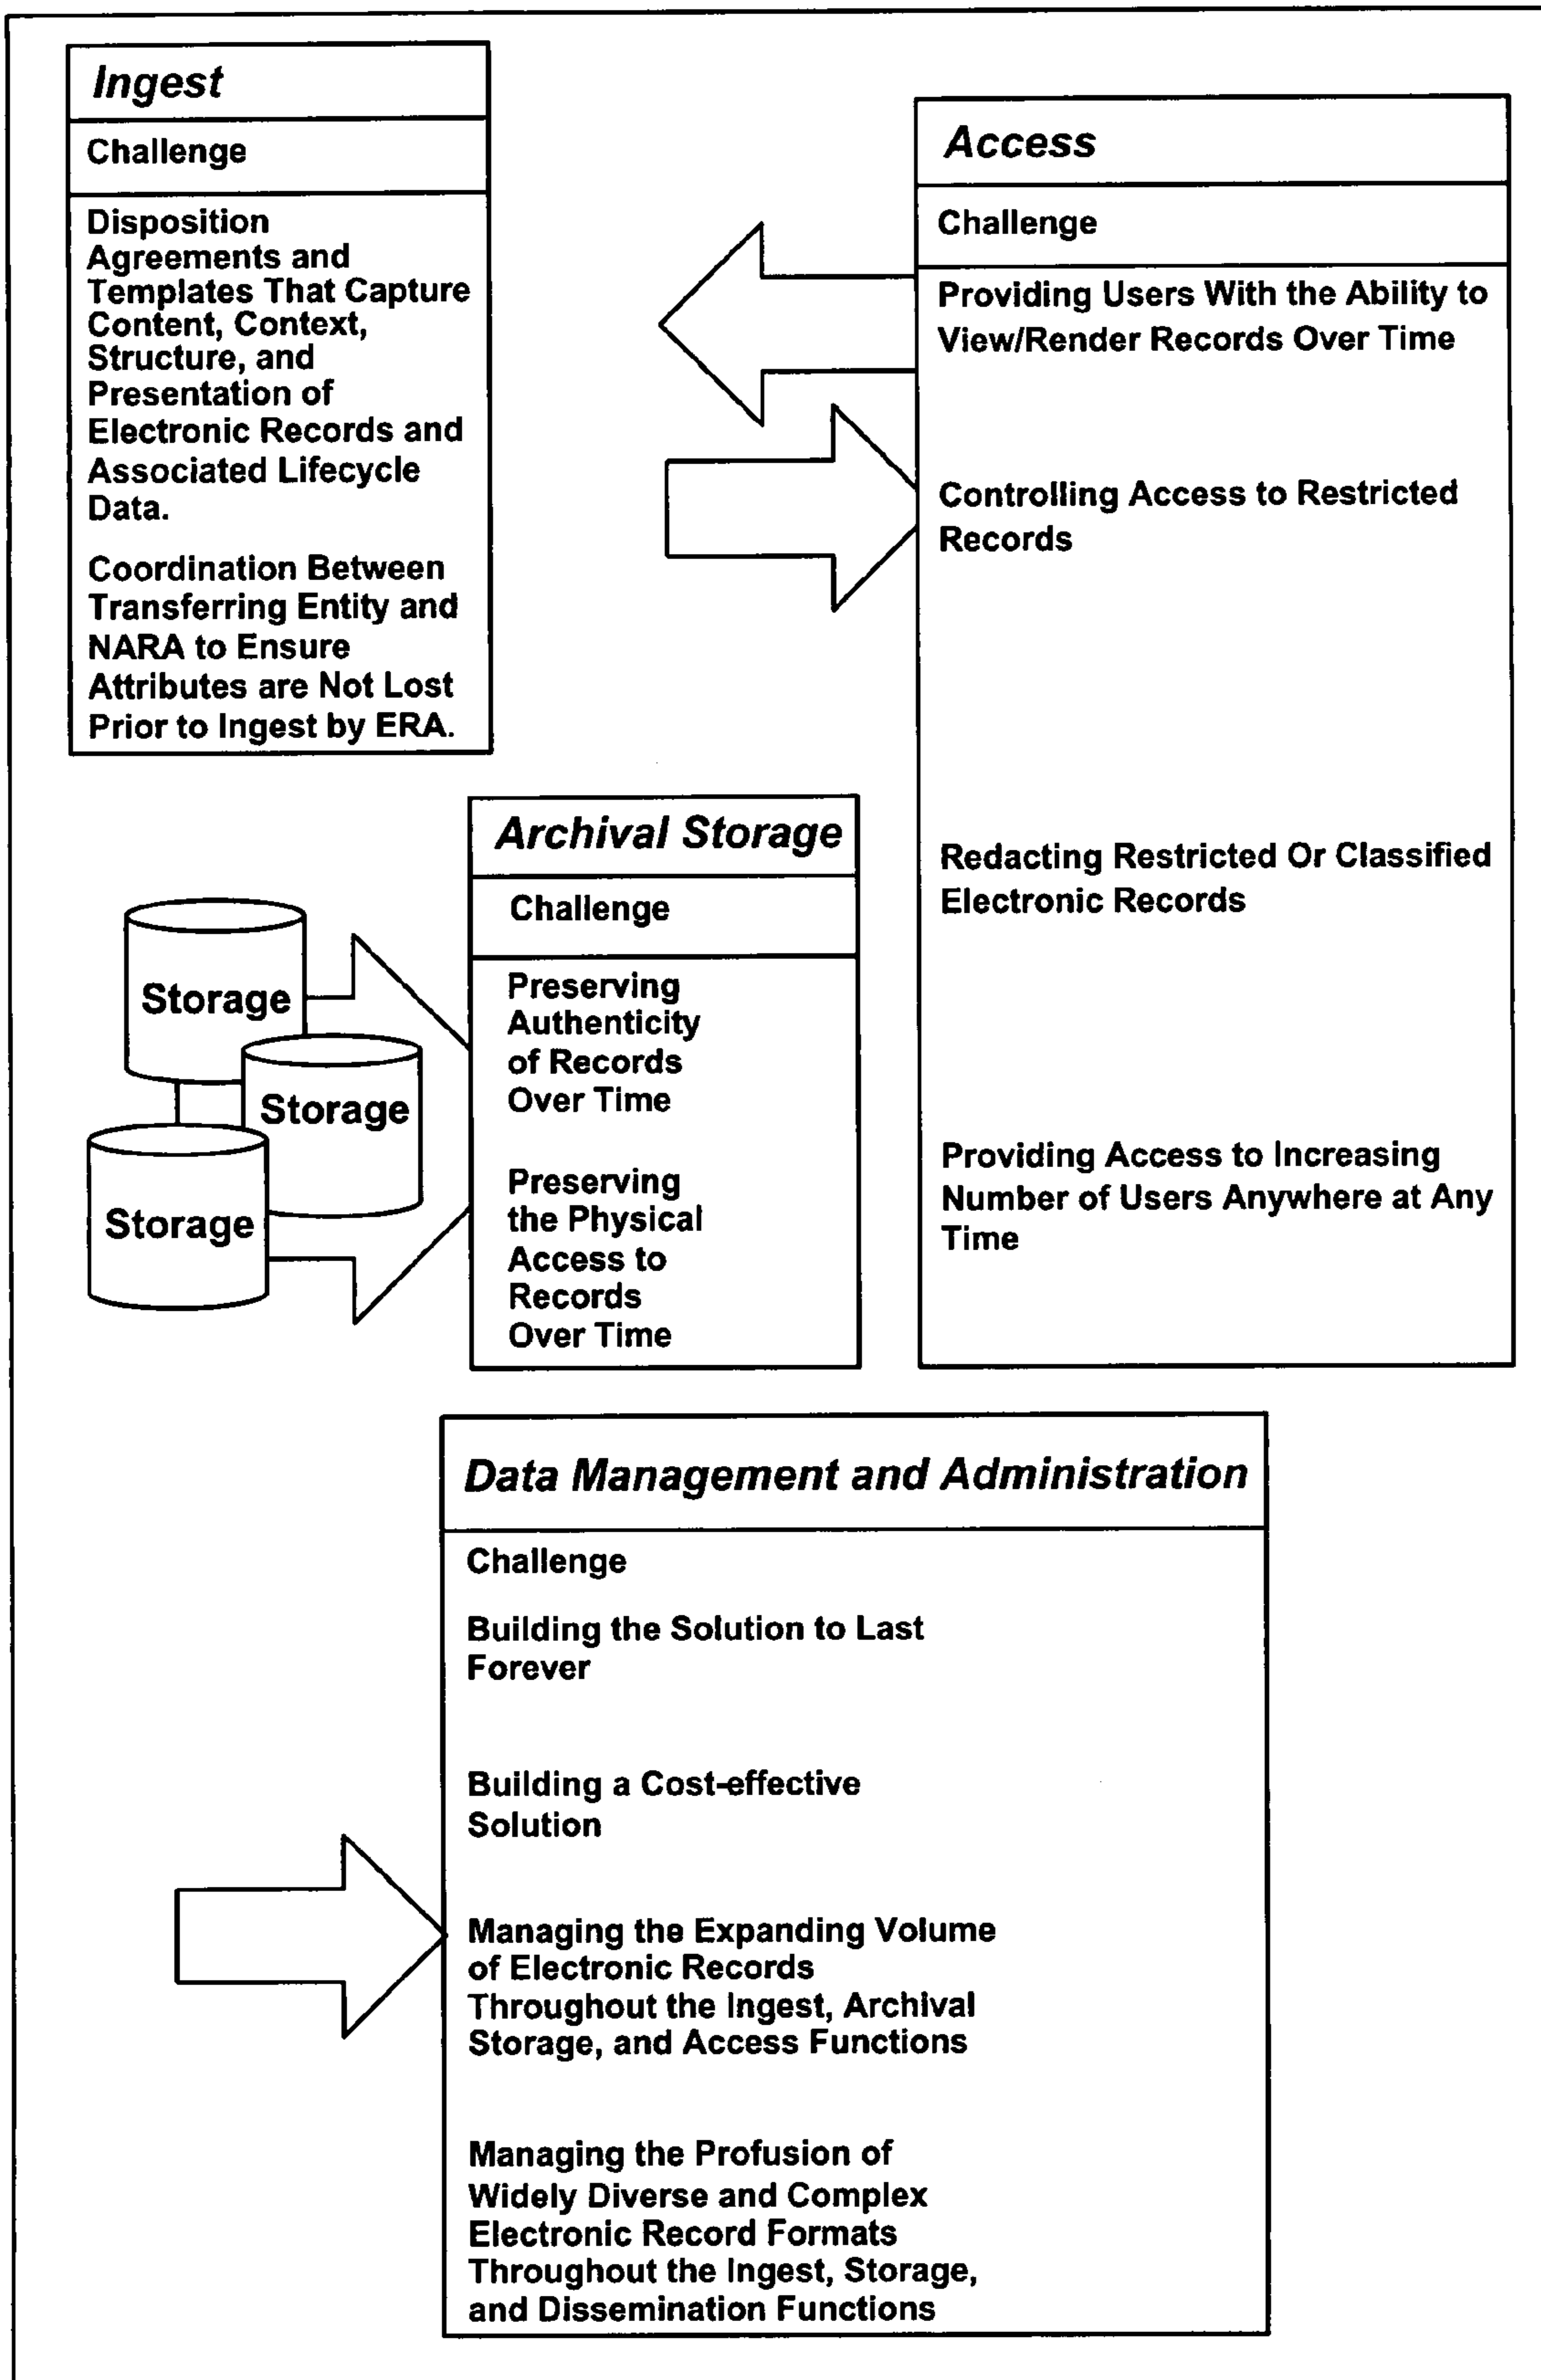 Ingest
Challenge
Disposition
Agreements and
Templates That Capture
Content, Context,
Structure, and
Presentation of
Electronic Records and
Associated Lifecycle
Data.
Coordination Between
Transferring Entity and
NARA to Ensure
Attributes are Not Lost
Prior to Ingest by ERA.
Access
Challenge
Providing Users With the Ability to
View/Render Records Over Time
Controlling Access to Restricted
Records
Redacting Restricted Or Classified
Electronic Records
Providing Access to Increasing
Number of Users Anywhere at Any
Time
Storage
Storage
Storage
Archival Storage
Challenge
Preserving
Authenticity
of Records
Over Time
Preserving
the Physical
Access to
Records
Over Time
Data Management and Administration
Challenge
Building the Solution to Last
Forever
Building a Cost-effective
Solution
Managing the Expanding Volume
of Electronic Records
Throughout the Ingest, Archival
Storage, and Access Functions
Managing the Profusion of
Widely Diverse and Complex
Electronic Record Formats
Throughout the Ingest, Storage,
and Dissemination Functions